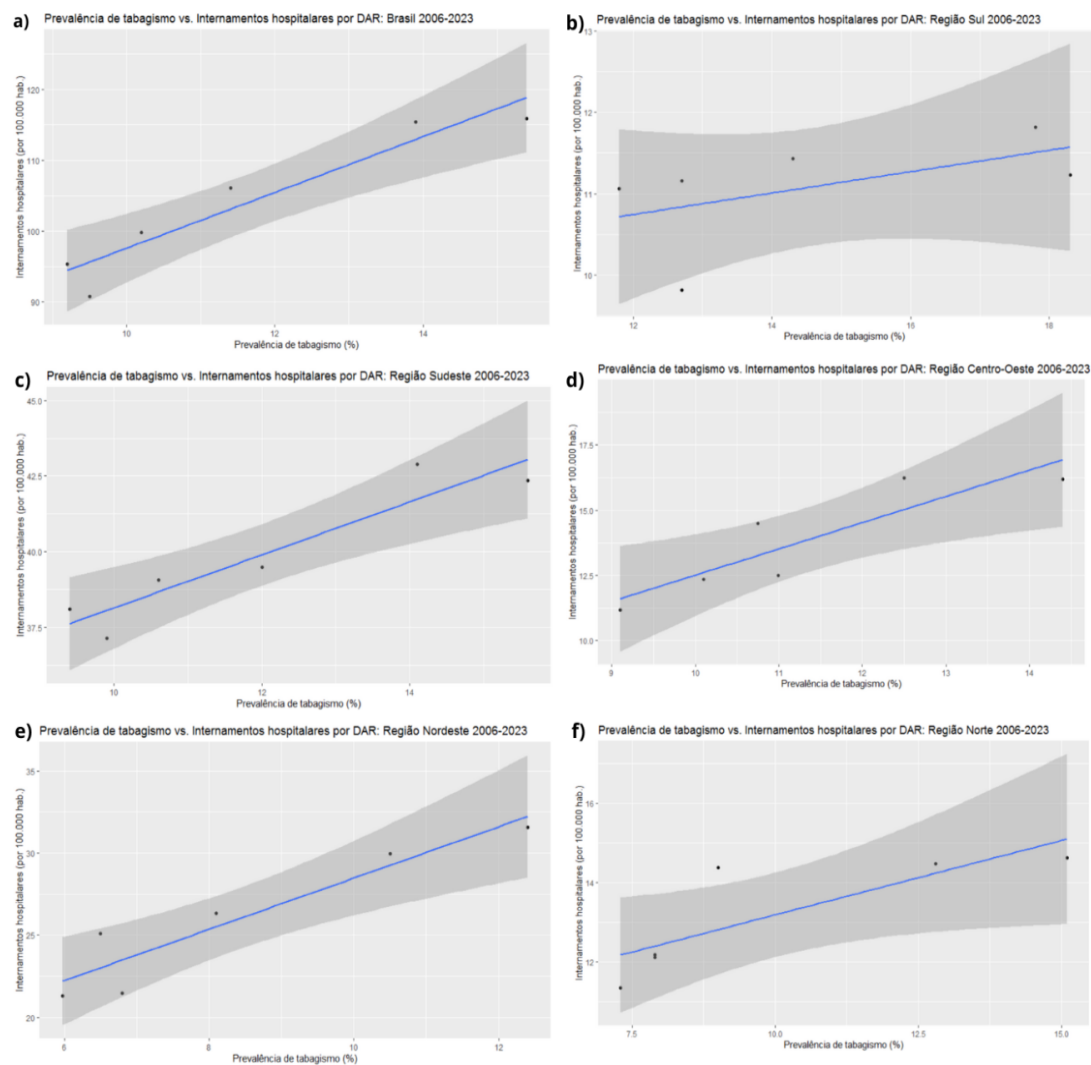 a) Prevalência de tabagismo vs. Internamentos hospitalares por DAR: Brasil 2006-2023
Internamentos hospitalares (por 100.000 hab.)
120
110
100
90
10
12
14
Prevalência de tabagismo (%)
b) Prevalência de tabagismo vs. Internamentos hospitalares por DAR: Região Sul 2006-2023
Internamentos hospitalares (por 100.000 hab.)
13
12
11
10
12
14
16
18
Prevalência de tabagismo (%)
c) Prevalência de tabagismo vs. Internamentos hospitalares por DAR: Região Sudeste 2006-2023
Internamentos hospitalares (por 100.000 hab.)
45.0
42.5
40.0
37.5
10
12
14
Prevalência de tabagismo (%)
d) Prevalência de tabagismo vs. Internamentos hospitalares por DAR: Região Centro-Oeste 2006-2023
Internamentos hospitalares (por 100.000 hab.)
17.5
15.0
12.5
10.0
9
10
11
12
13
14
Prevalência de tabagismo (%)
e) Prevalência de tabagismo vs. Internamentos hospitalares por DAR: Região Nordeste 2006-2023
Internamentos hospitalares (por 100.000 hab.)
35
30
25
20
6
8
10
12
Prevalência de tabagismo (%)
f) Prevalência de tabagismo vs. Internamentos hospitalares por DAR: Região Norte 2006-2023
Internamentos hospitalares (por 100.000 hab.)
16
14
12
7.5
10.0
12.5
15.0
Prevalência de tabagismo (%)